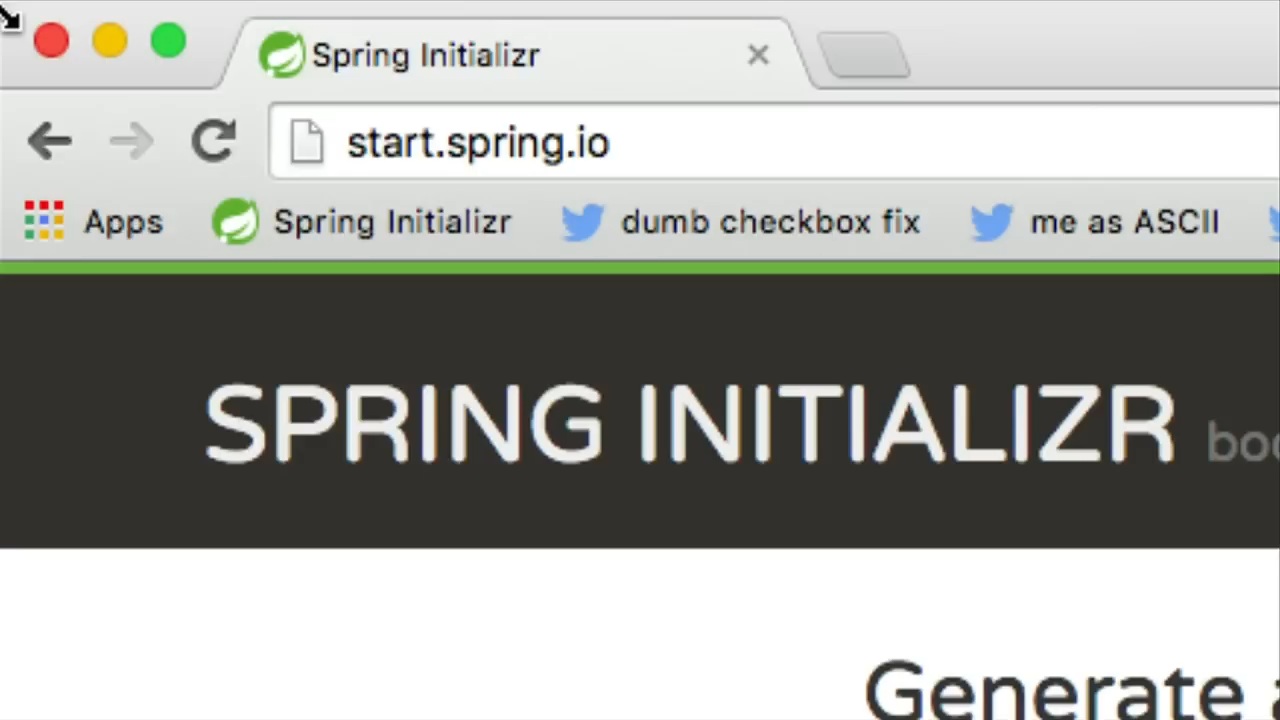 Spring Initializr
start.spring.io
Apps Spring Initializr dumb checkbox fix me as ASCII
SPRING INITIALIZR
Generate